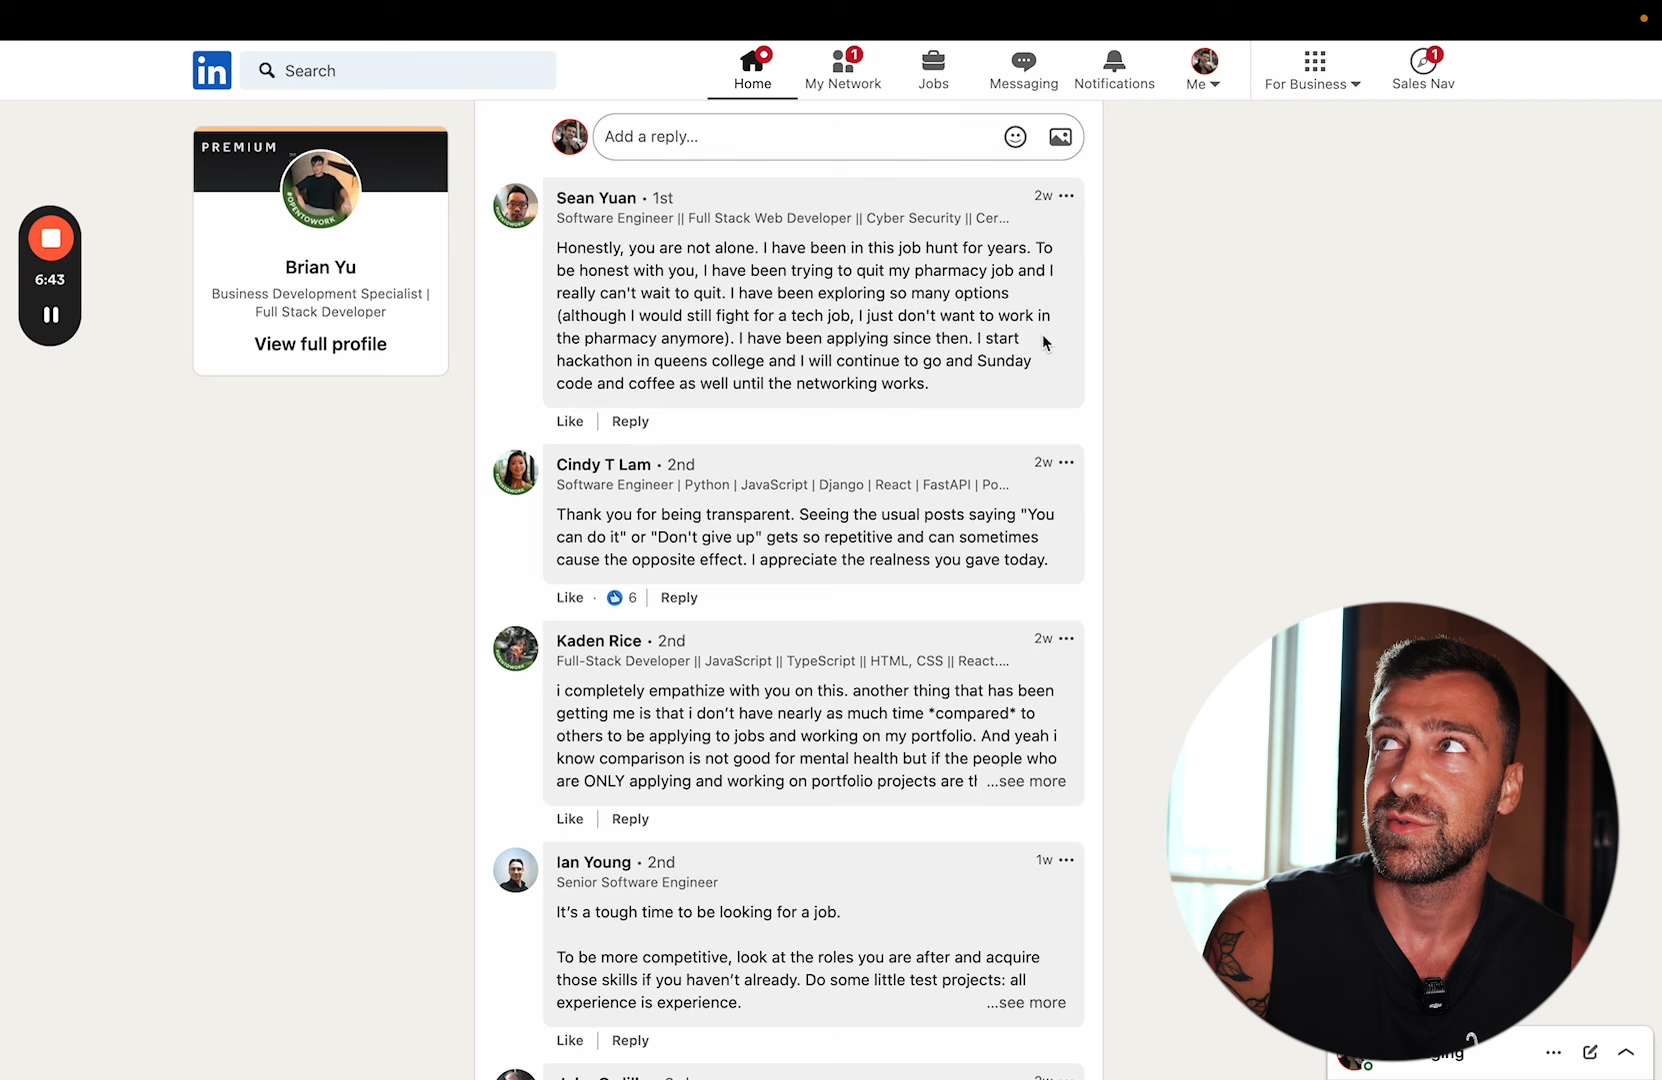 in
Search
Home
1
My Network
Jobs
Messaging
Notifications
Me
For Business
1
Sales Nav
PREMIUM
#OPENTOWORK
Brian Yu
Business Development Specialist |
Full Stack Developer
View full profile
6:43
Add a reply...
Sean Yuan • 1st
2w
Software Engineer || Full Stack Web Developer || Cyber Security || Cer...
Honestly, you are not alone. I have been in this job hunt for years. To
be honest with you, I have been trying to quit my pharmacy job and I
really can't wait to quit. I have been exploring so many options
(although I would still fight for a tech job, I just don't want to work in
the pharmacy anymore). I have been applying since then. I start
hackathon in queens college and I will continue to go and Sunday
code and coffee as well until the networking works.
Like | Reply
Cindy T Lam • 2nd
2w
Software Engineer | Python | JavaScript | Django | React | FastAPI | Po...
Thank you for being transparent. Seeing the usual posts saying "You
can do it" or "Don't give up" gets so repetitive and can sometimes
cause the opposite effect. I appreciate the realness you gave today.
Like · 6 | Reply
Kaden Rice • 2nd
2w
Full-Stack Developer || JavaScript || TypeScript || HTML, CSS || React....
i completely empathize with you on this. another thing that has been
getting me is that i don’t have nearly as much time *compared* to
others to be applying to jobs and working on my portfolio. And yeah i
know comparison is not good for mental health but if the people who
are ONLY applying and working on portfolio projects are tl ...see more
Like | Reply
Ian Young • 2nd
1w
Senior Software Engineer
It’s a tough time to be looking for a job.
To be more competitive, look at the roles you are after and acquire
those skills if you haven’t already. Do some little test projects: all
experience is experience. ...see more
Like | Reply